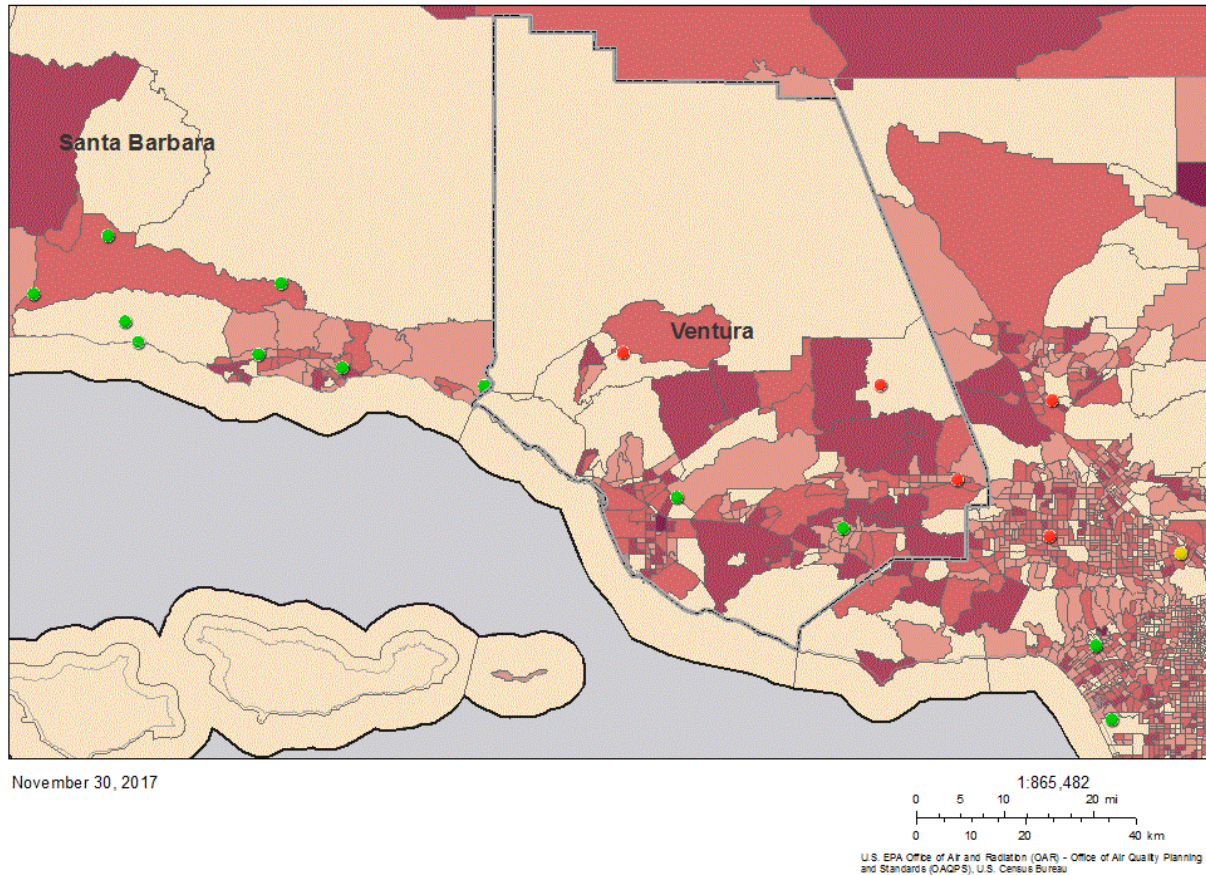 Santa Barbara
Ventura
November 30, 2017
1:865,482
0 5 10 20 mi
0 10 20 40 km
U.S. EPA Office of Air and Radiation (OAR) - Office of Air Quality Planning
and Standards (OAQPS), U.S. Census Bureau